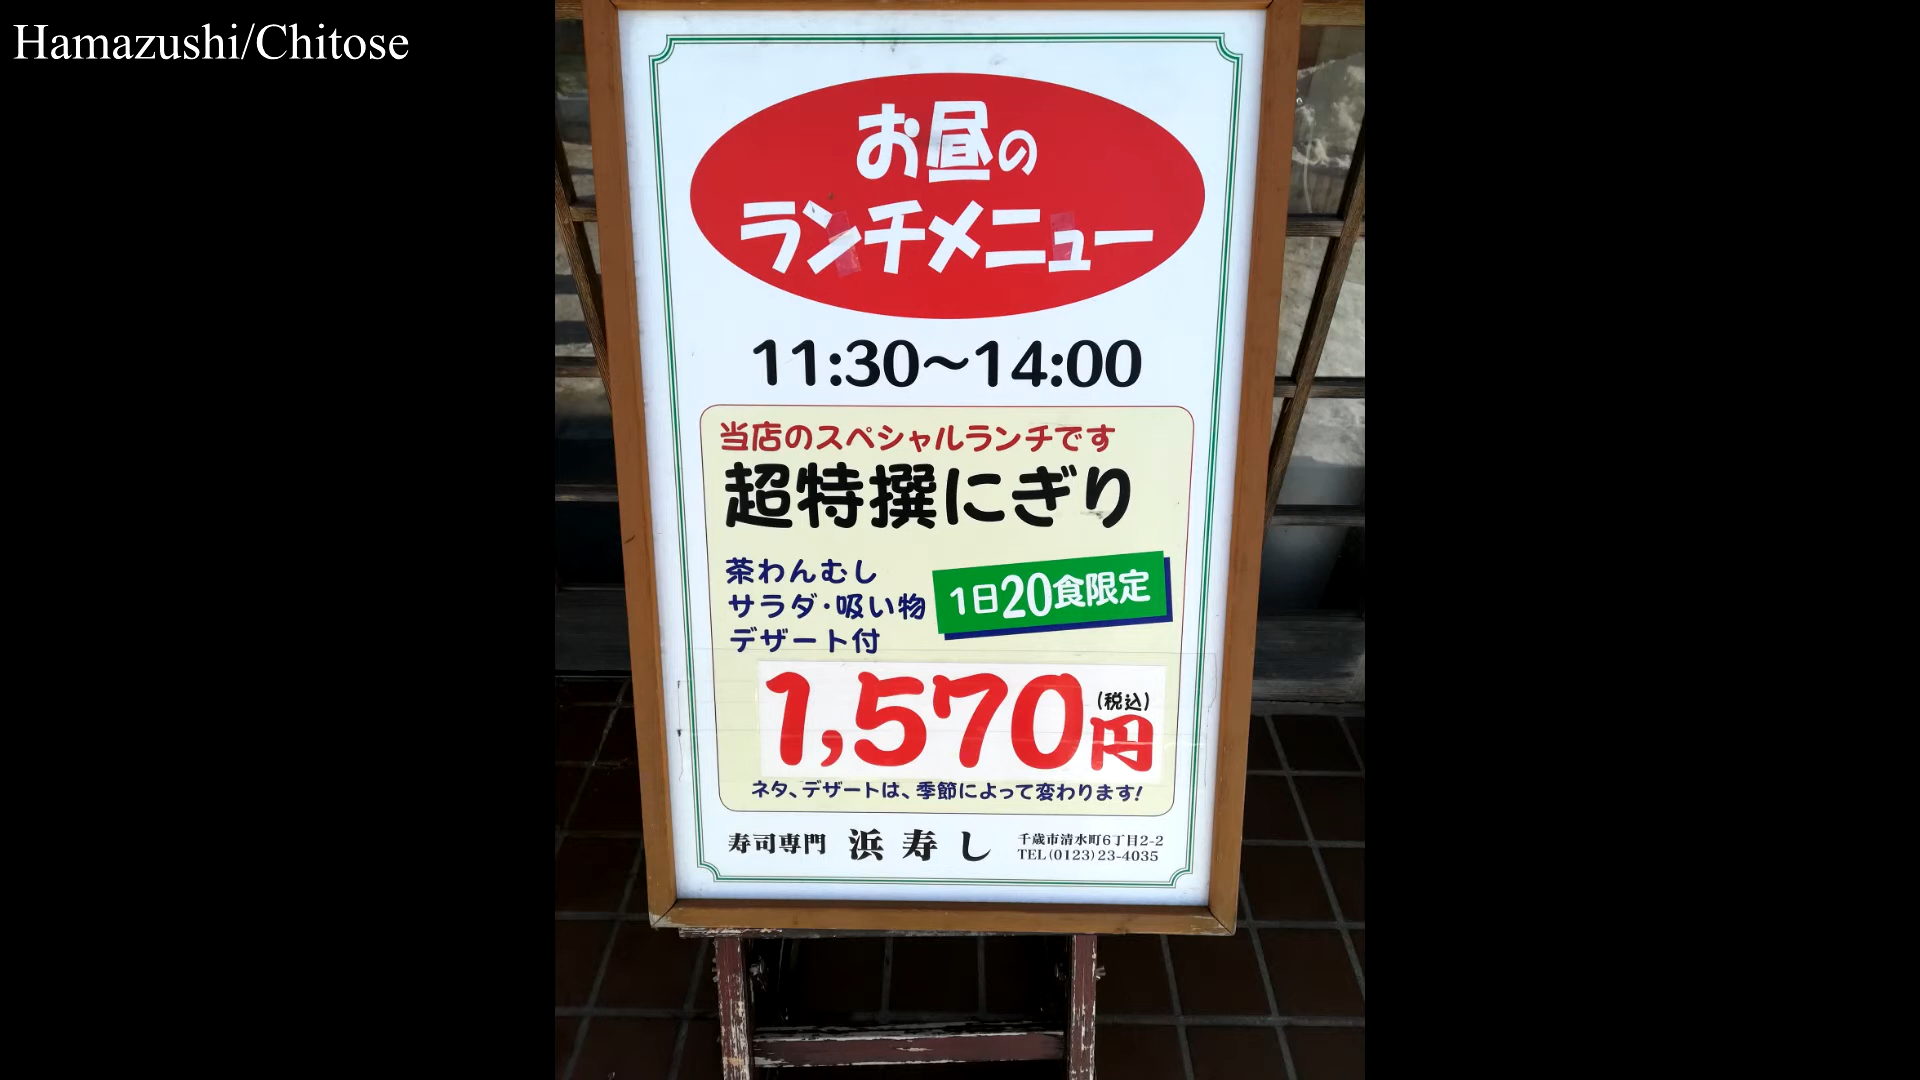 Hamazushi/Chitose
お昼の
ランチメニュー
11:30〜14:00
当店のスペシャルランチです
超特撰にぎり
茶わんむし
サラダ・吸い物
デザート付
1日20食限定
1,570円(税込)
ネタ、デザートは、季節によって変わります!
寿司専門 浜寿し
千歳市清水町6丁目2-2
TEL(0123)23-4035